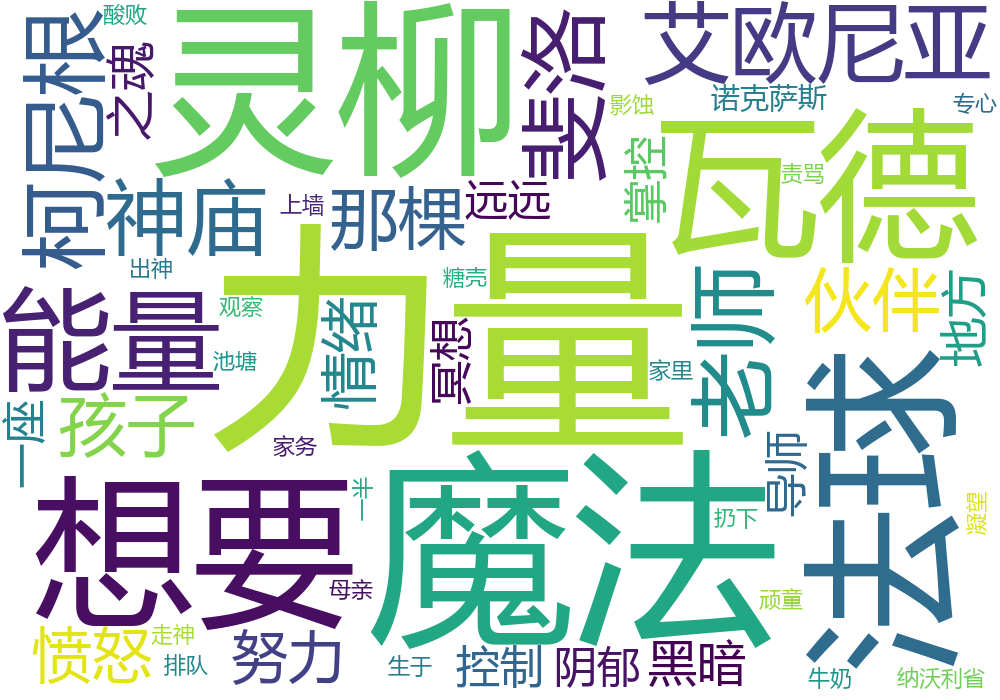 酸败
灵柳
斐洛
艾欧尼亚
柯尼根
之魂
影蚀
诺克萨斯
专心
瓦德
掌控
责骂
神庙
上墙
那棵
远远
出神
力量
糖壳
老师
伙伴
地方
能量
观察
情绪
冥想
池塘
家里
法球
一座
孩子
家务
导师
想要
一半
魔法
扔下
凝望
母亲
顽童
愤怒
走神
排队
努力
生于
控制
阴郁
黑暗
牛奶
纳沃利省